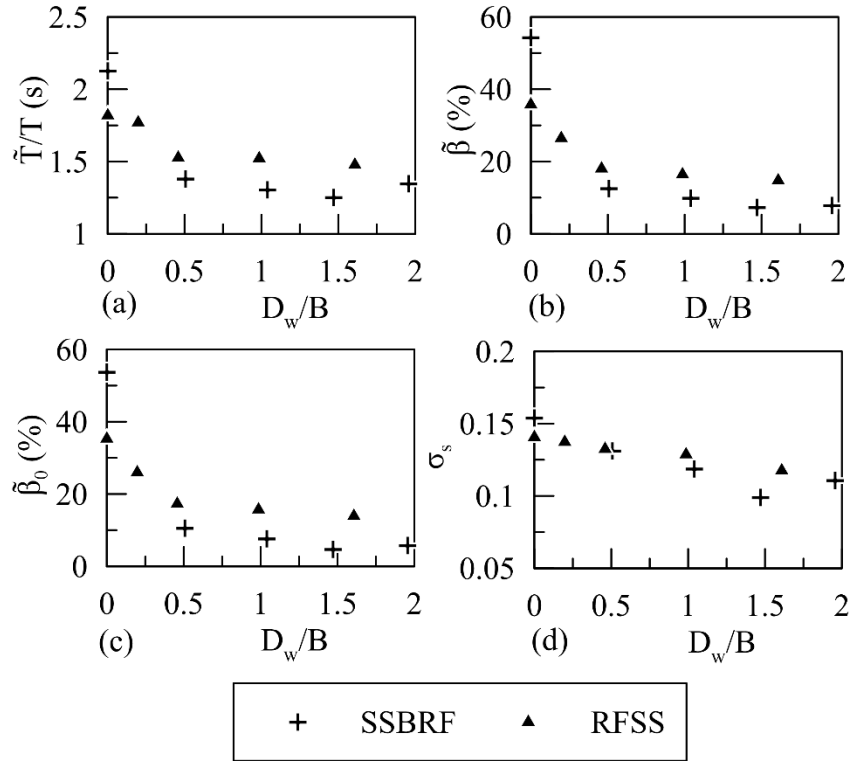 2.5
2
1.5
1
T̃/T (s)
0 0.5 1 1.5 2
(a) D_w/B
60
40
20
0
β̃ (%)
0 0.5 1 1.5 2
(b) D_w/B
60
40
20
0
β̃₀ (%)
0 0.5 1 1.5 2
(c) D_w/B
0.2
0.15
0.1
0.05
σ_s
0 0.5 1 1.5 2
(d) D_w/B
SSBRF RFSS